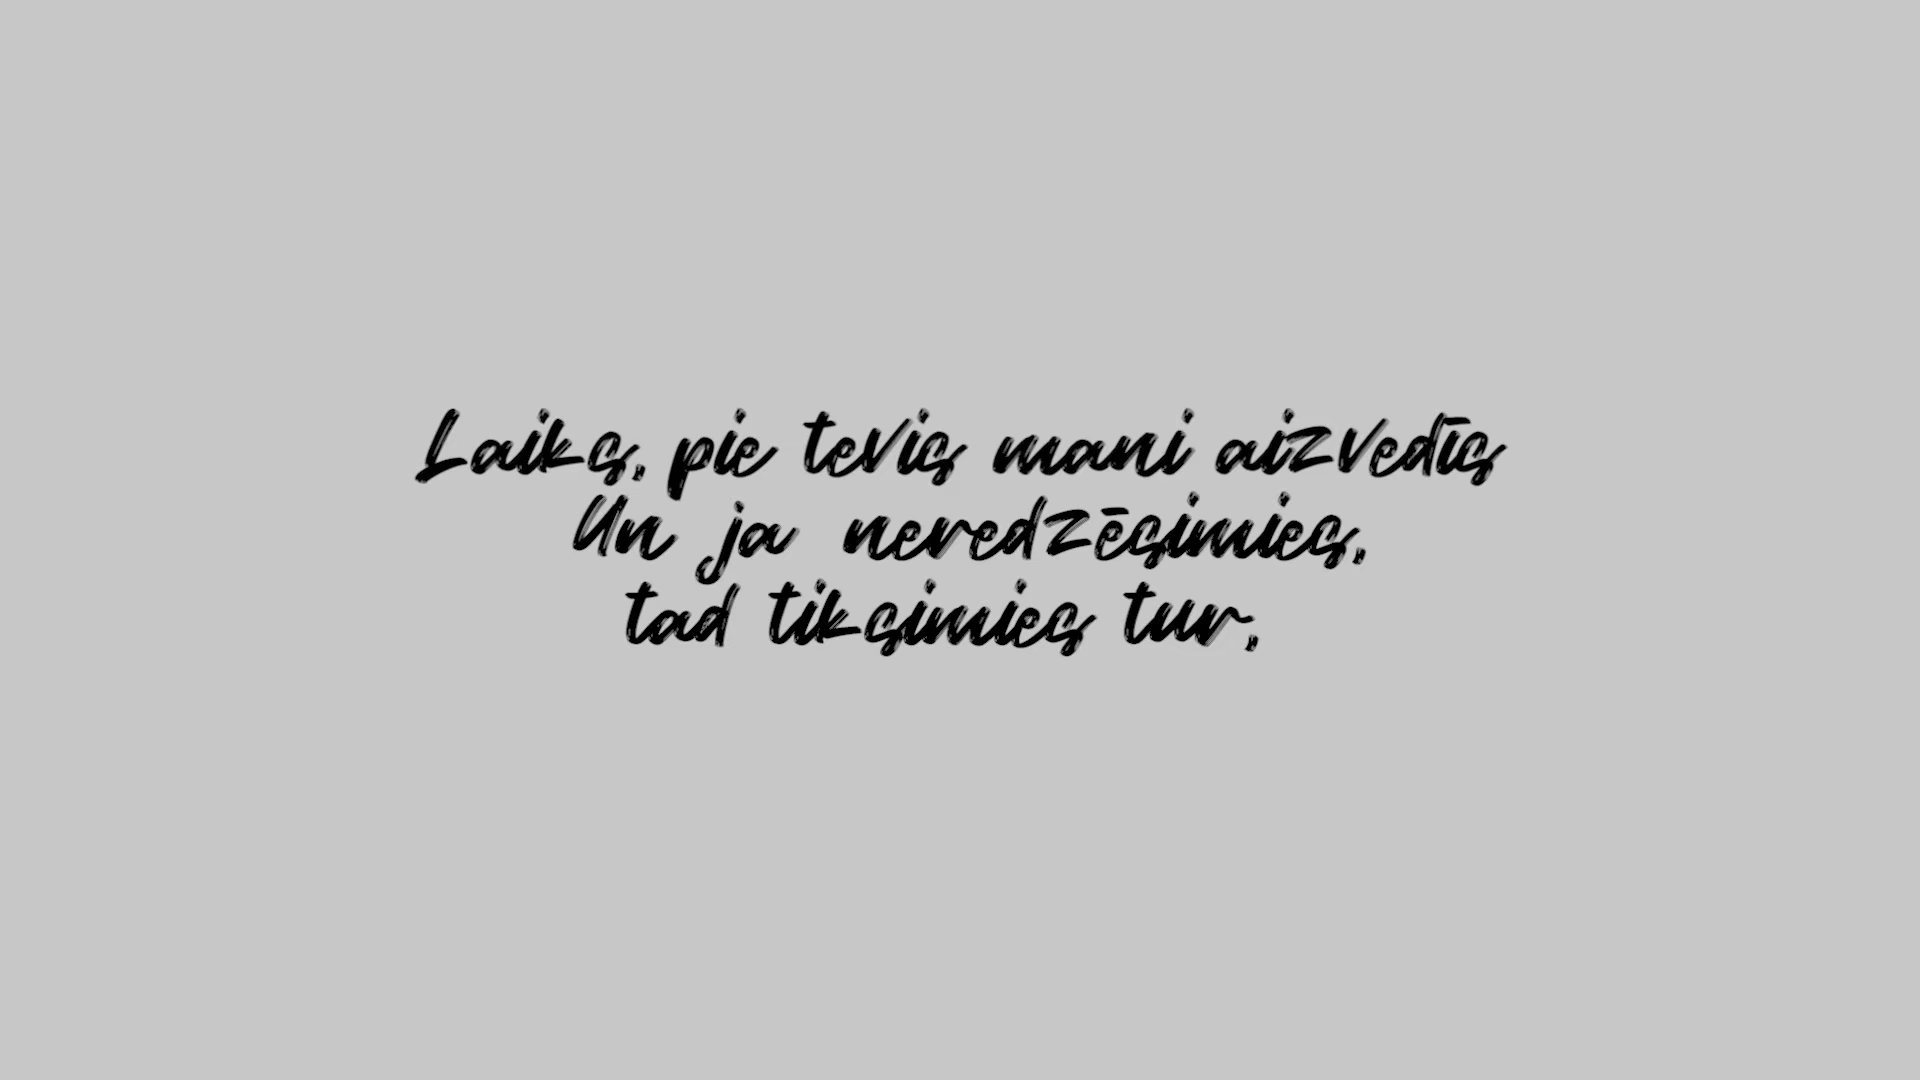 Laiks, pie tevis mani aizvedīs
Un ja neredzēsimies,
tad tiksimies tur,